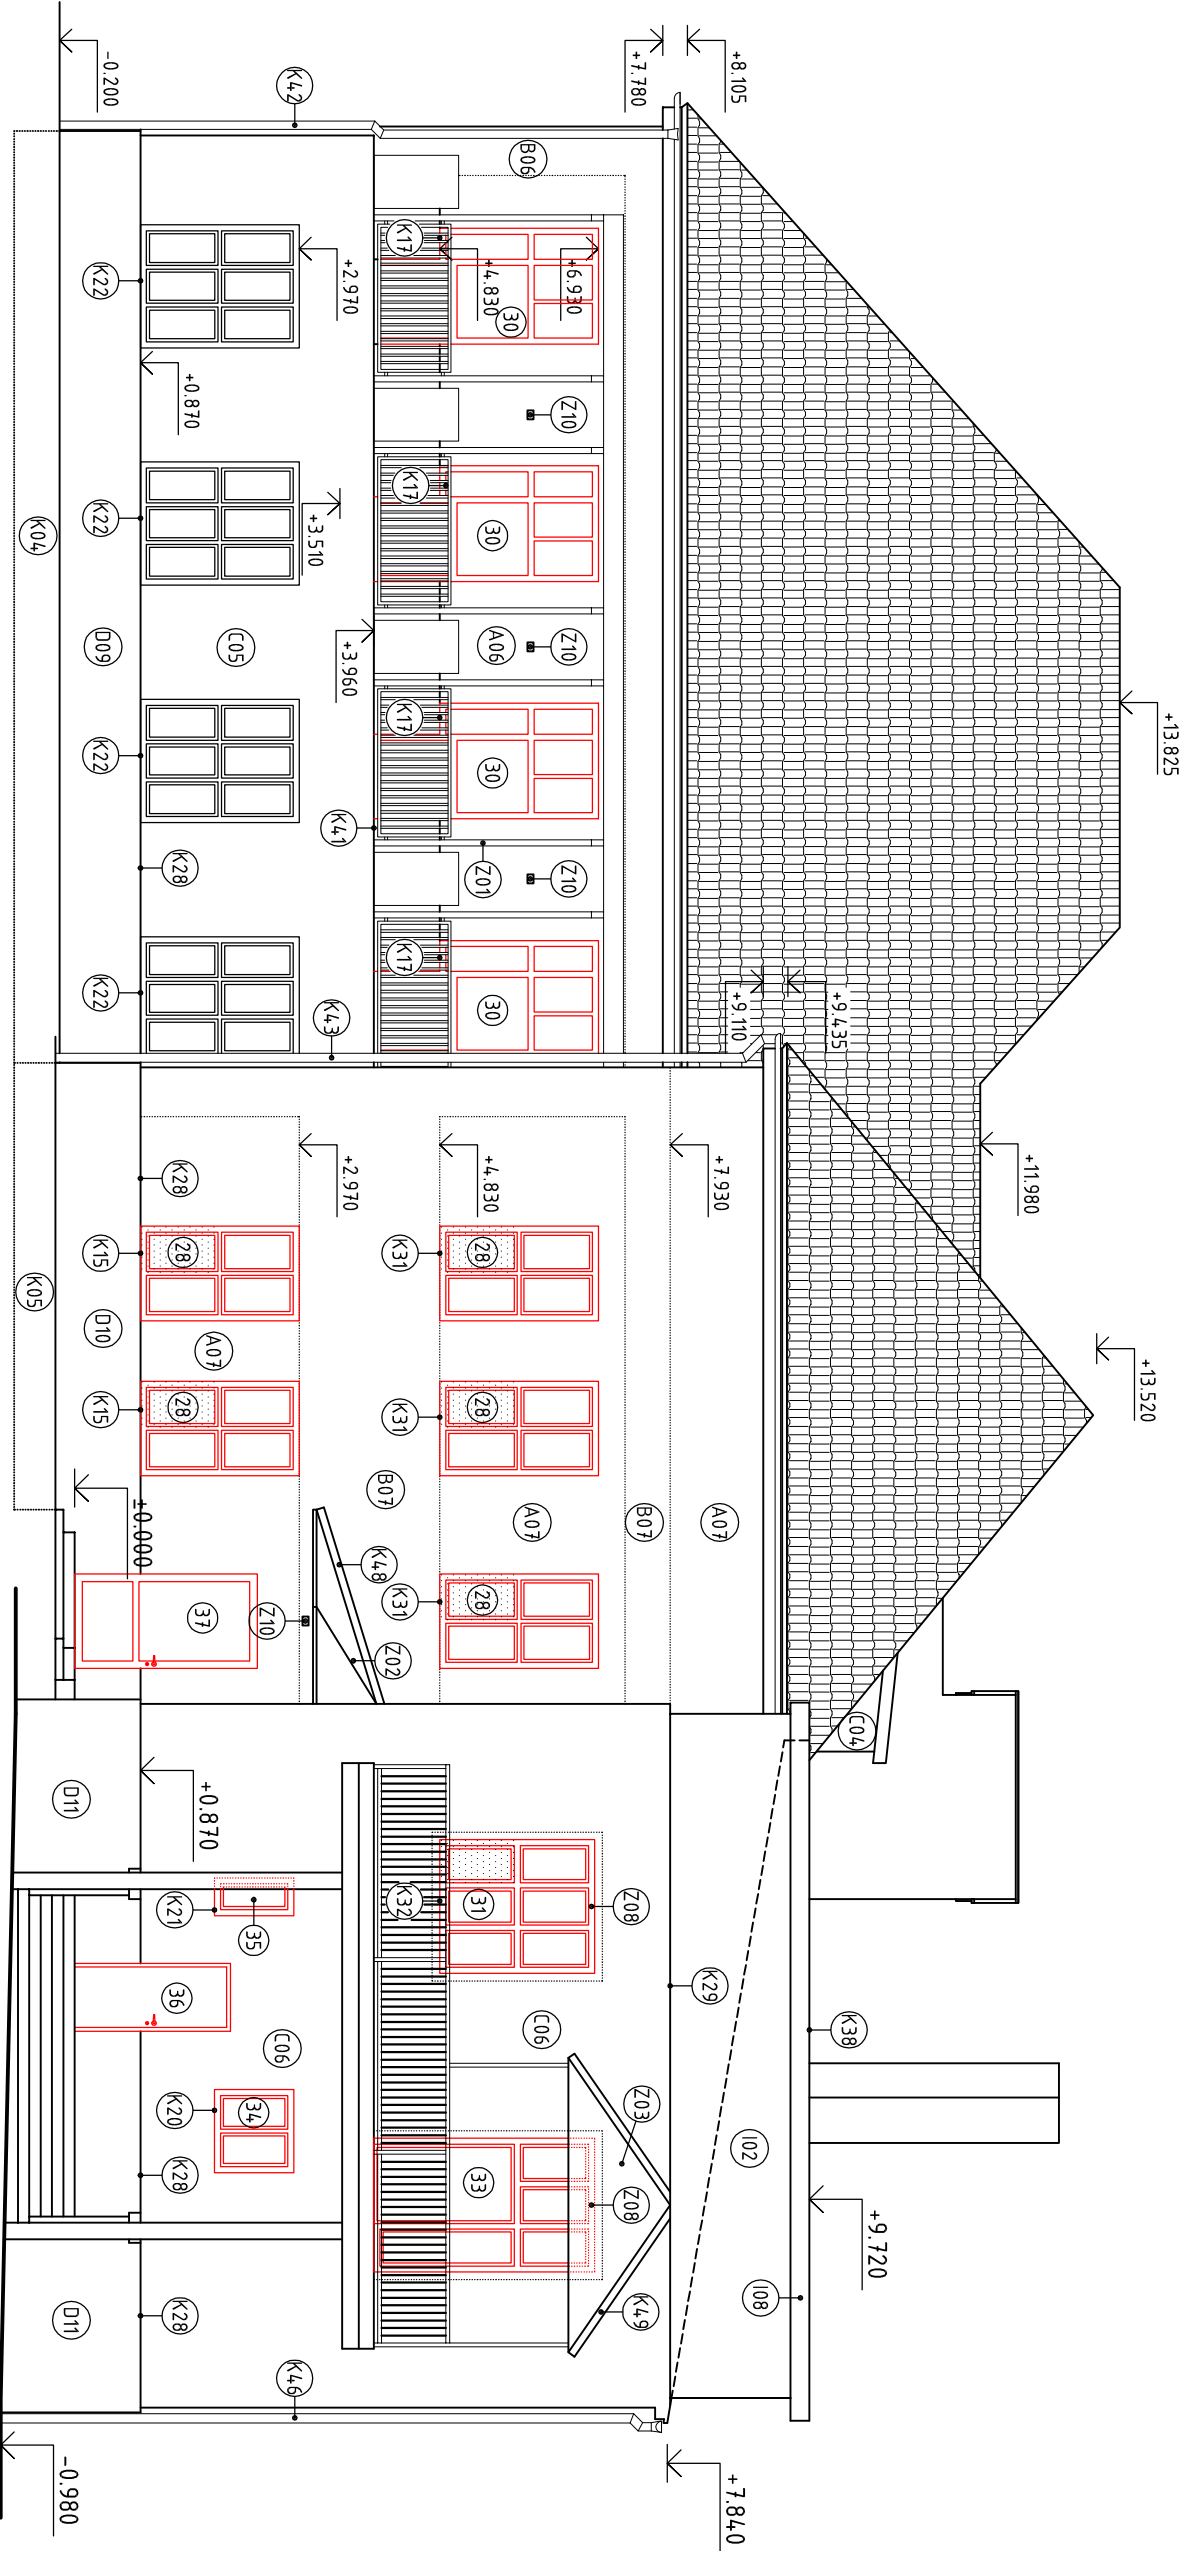 +13.825
+11.980
+13.520
+8.105
+7.780
+9.435
+9.110
+7.930
C04
K38
+9.720
I02
I08
K29
+7.840
B06
+6.930
+4.830
30
K17
Z10
30
K17
Z10
A06
30
K17
Z01
Z10
30
K17
+4.830
A07
B07
A07
28
K31
28
K31
28
K31
B07
Z08
31
K32
C06
Z03
Z08
33
K49
K42
+2.970
+3.510
+3.960
K41
K43
+2.970
K48
Z02
Z10
K22
+0.870
K22
C05
K22
K28
K22
K28
28
K15
A07
28
K15
37
±0.000
+0.870
K21
35
36
C06
34
K20
K28
K28
K46
-0.200
K04
D09
K05
D10
D11
D11
-0.980